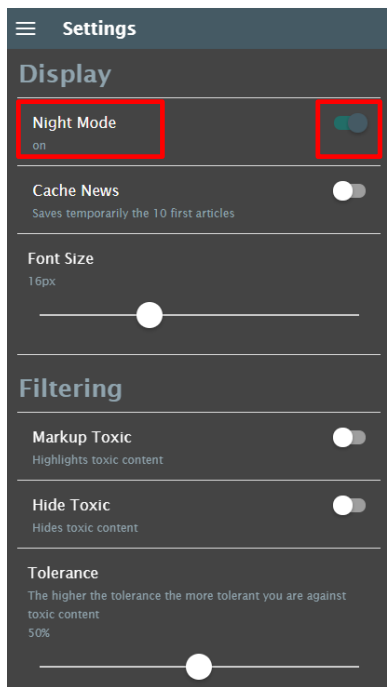 Settings
Display
Night Mode
on
Cache News
Saves temporarily the 10 first articles
Font Size
16px
Filtering
Markup Toxic
Highlights toxic content
Hide Toxic
Hides toxic content
Tolerance
The higher the tolerance the more tolerant you are against
toxic content
50%